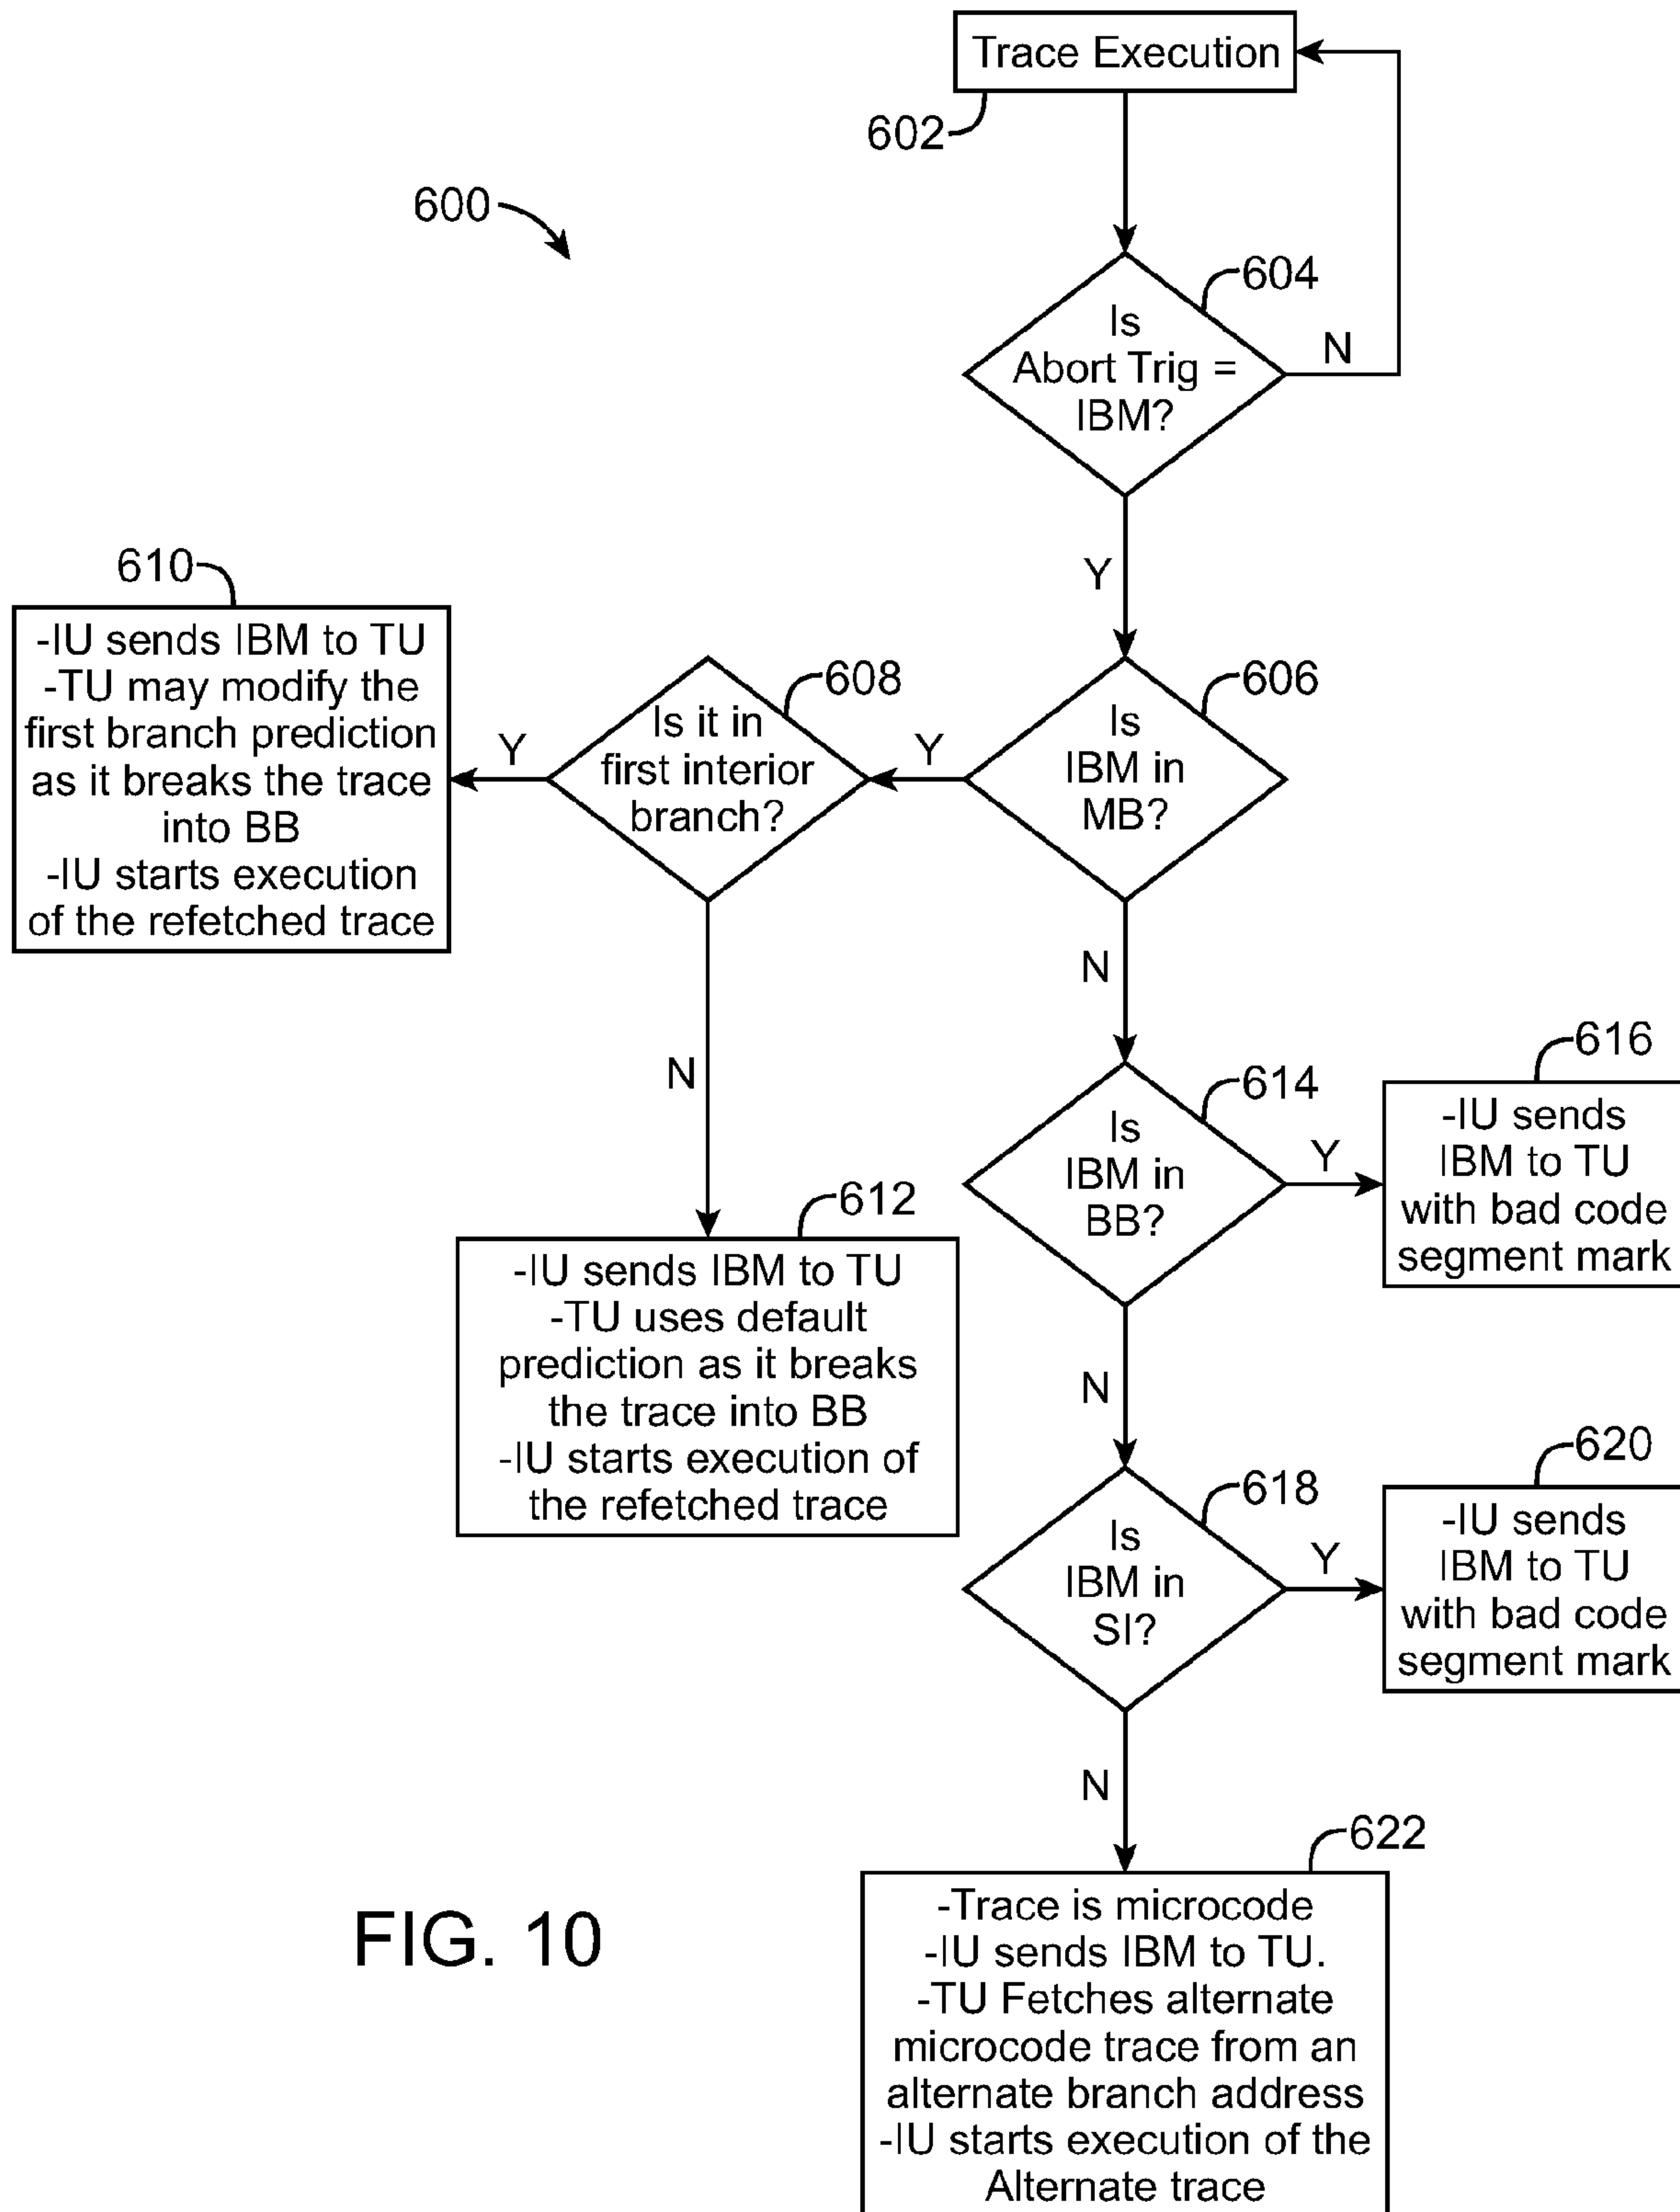 Trace Execution
602
600
604
Is
Abort Trig =
IBM?
N
Y
610
-IU sends IBM to TU
-TU may modify the
first branch prediction
as it breaks the trace
into BB
-IU starts execution
of the refetched trace
Y
608
Is it in
first interior
branch?
Y
606
Is
IBM in
MB?
N
N
612
-IU sends IBM to TU
-TU uses default
prediction as it breaks
the trace into BB
-IU starts execution of
the refetched trace
614
Is
IBM in
BB?
Y
616
-IU sends
IBM to TU
with bad code
segment mark
N
618
Is
IBM in
SI?
Y
620
-IU sends
IBM to TU
with bad code
segment mark
N
622
-Trace is microcode
-IU sends IBM to TU.
-TU Fetches alternate
microcode trace from an
alternate branch address
-IU starts execution of the
Alternate trace
FIG. 10